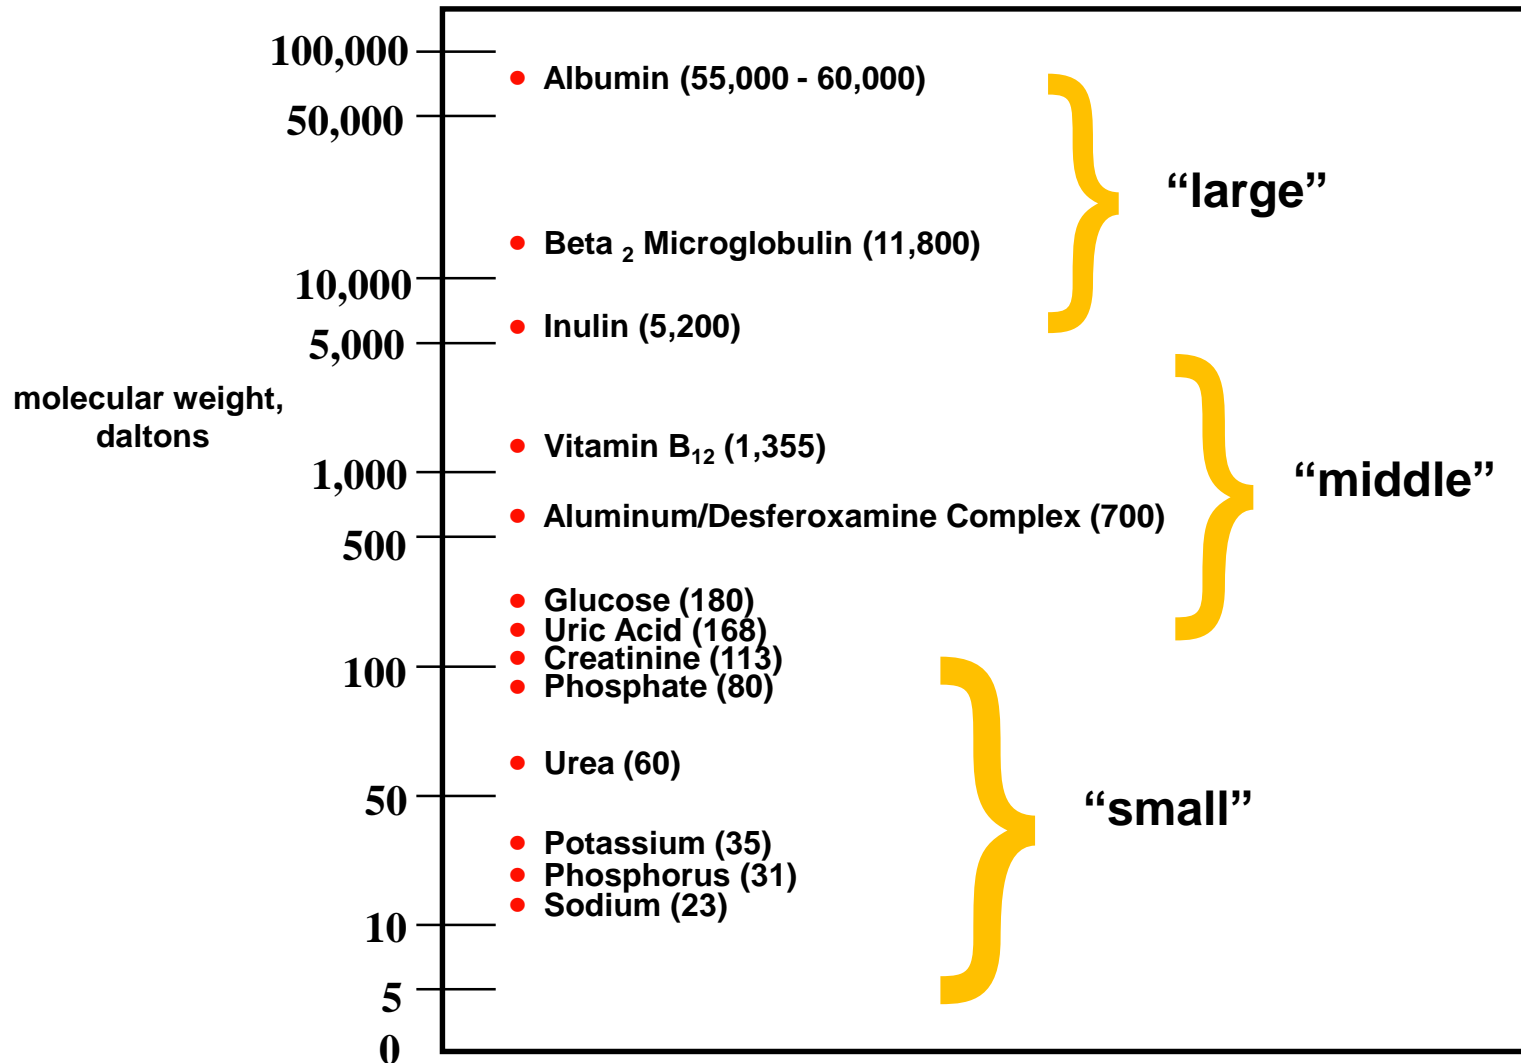 100,000
Albumin (55,000 - 60,000)
50,000
“large”
Beta 2 Microglobulin (11,800)
10,000
Inulin (5,200)
5,000
molecular weight,
daltons
Vitamin B12 (1,355)
1,000
“middle”
Aluminum/Desferoxamine Complex (700)
500
Glucose (180)
Uric Acid (168)
Creatinine (113)
100
Phosphate (80)
Urea (60)
50
“small”
Potassium (35)
Phosphorus (31)
Sodium (23)
10
5
0